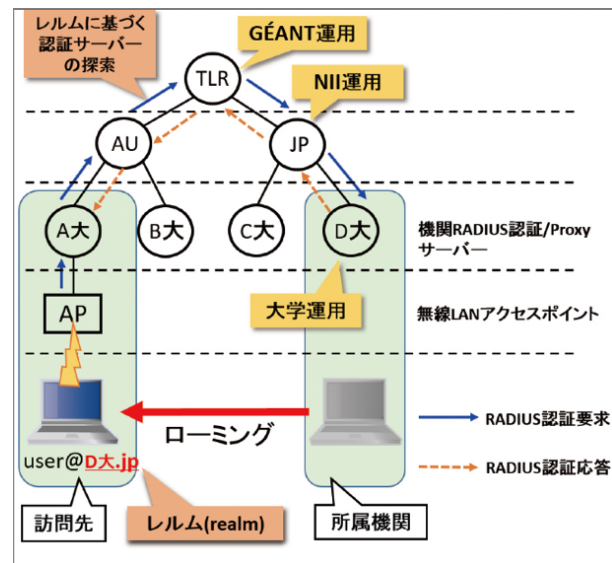 レルムに基づく
認証サーバー
の探索
GÉANT運用
TLR
NII運用
AU
JP
A大
B大
C大
D大
機関RADIUS認証/Proxy
サーバー
大学運用
AP
無線LANアクセスポイント
ローミング
RADIUS認証要求
user@D大.jp
RADIUS認証応答
訪問先
レルム(realm)
所属機関